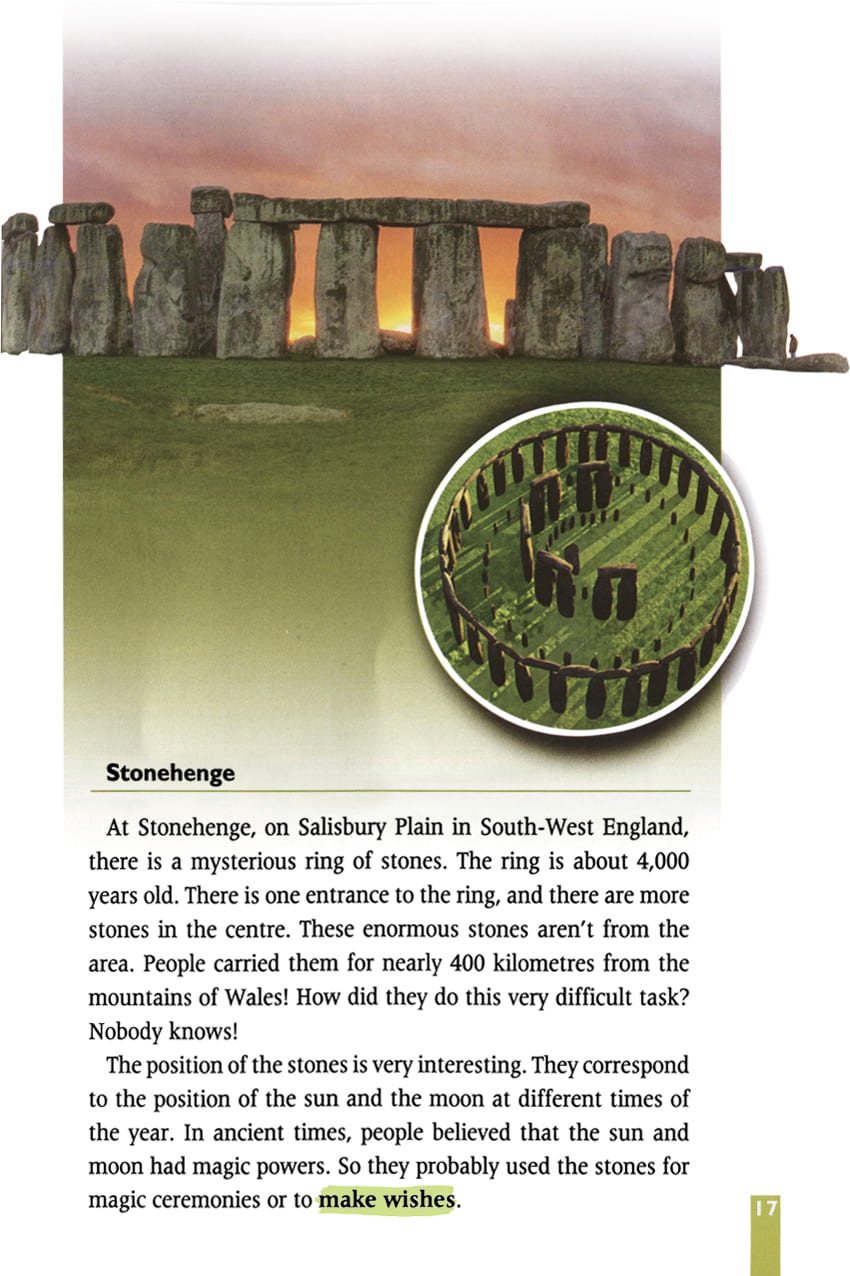 Stonehenge
At Stonehenge, on Salisbury Plain in South-West England,
there is a mysterious ring of stones. The ring is about 4,000
years old. There is one entrance to the ring, and there are more
stones in the centre. These enormous stones aren't from the
area. People carried them for nearly 400 kilometres from the
mountains of Wales! How did they do this very difficult task?
Nobody knows!
The position of the stones is very interesting. They correspond
to the position of the sun and the moon at different times of
the year. In ancient times, people believed that the sun and
moon had magic powers. So they probably used the stones for
magic ceremonies or to make wishes.
17